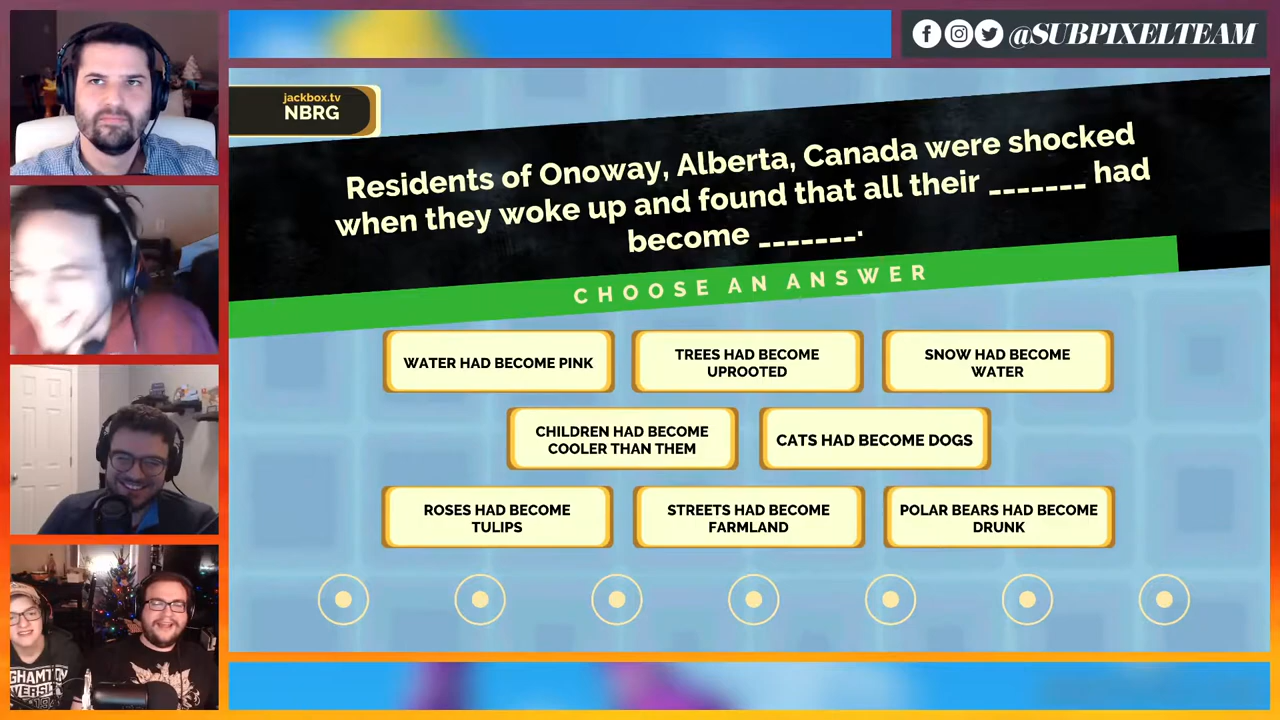 @SUBPIXELTEAM
jackbox.tv
NBRG
Residents of Onoway, Alberta, Canada were shocked
when they woke up and found that all their _______ had
become _______.
CHOOSE AN ANSWER
WATER HAD BECOME PINK
TREES HAD BECOME
UPROOTED
SNOW HAD BECOME
WATER
CHILDREN HAD BECOME
COOLER THAN THEM
CATS HAD BECOME DOGS
ROSES HAD BECOME
TULIPS
STREETS HAD BECOME
FARMLAND
POLAR BEARS HAD BECOME
DRUNK